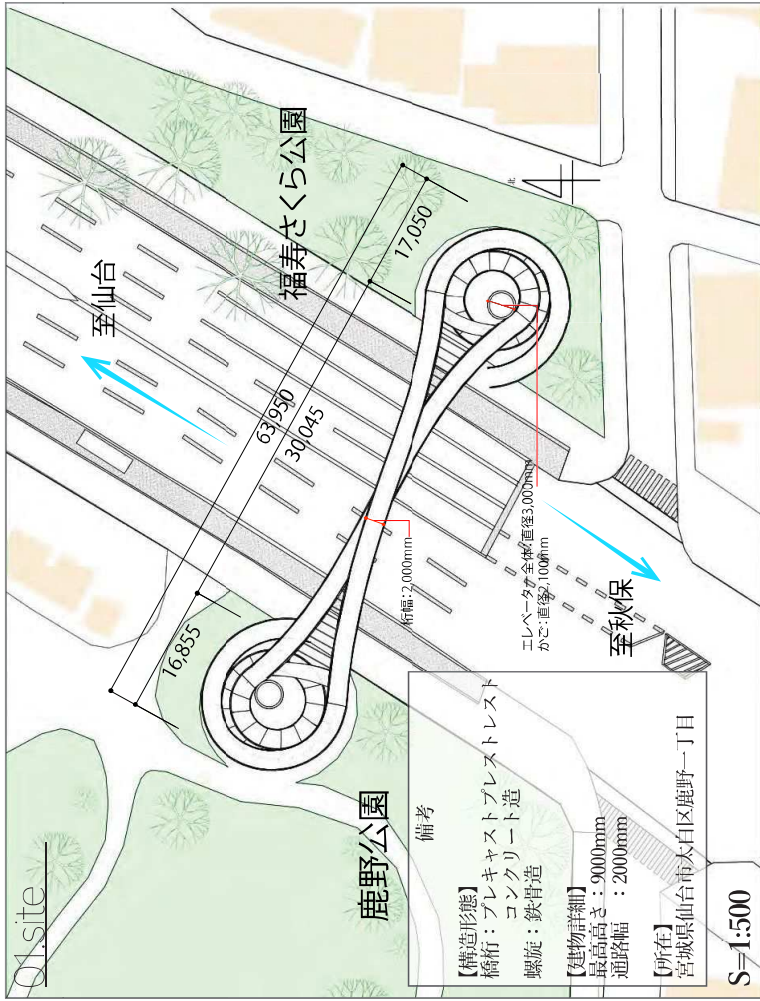 01.site
至仙台
福寿さくら公園
北
17,050
63,950
30,045
16,855
桁幅：2,000mm
エレベーター全体：直径3,000mm
かご：直径2,100mm
至秋保
鹿野公園
備考
【構造形態】
橋桁：プレキャストプレストレスト
コンクリート造
螺旋：鉄骨造
【建物詳細】
最高高さ：9000mm
通路幅　：2000mm
【所在】
宮城県仙台市太白区鹿野一丁目
S=1:500